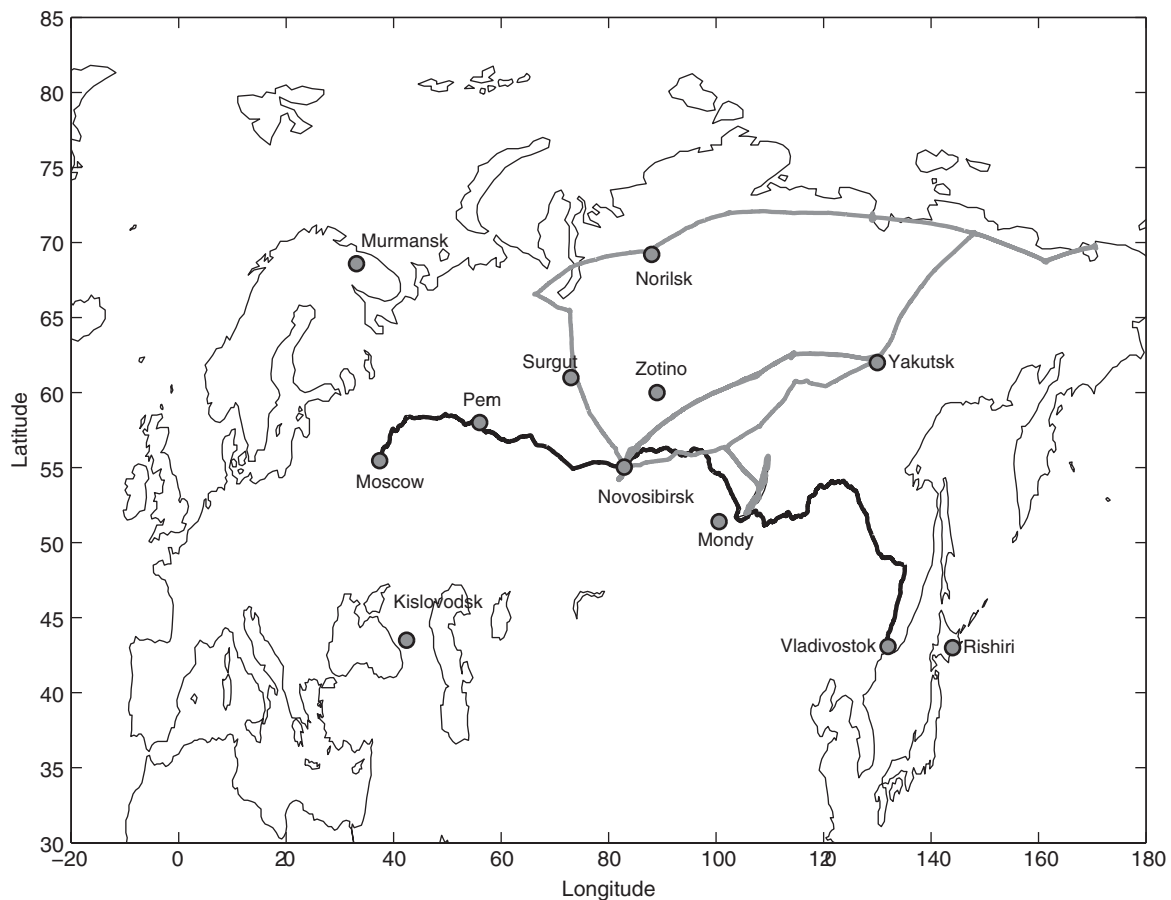 85
80
75
70
65
60
55
50
45
40
35
30
Latitude
Murmansk
Norilsk
Surgut
Zotino
Yakutsk
Pem
Moscow
Novosibirsk
Mondy
Kislovodsk
Vladivostok
Rishiri
−20 0 20 40 60 80 100 120 140 160 180
Longitude